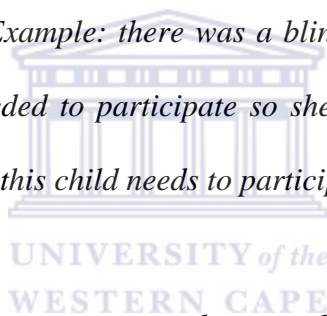 Example: there was a blin
ded to participate so she
this child needs to particip
UNIVERSITY of the
WESTERN CAPE